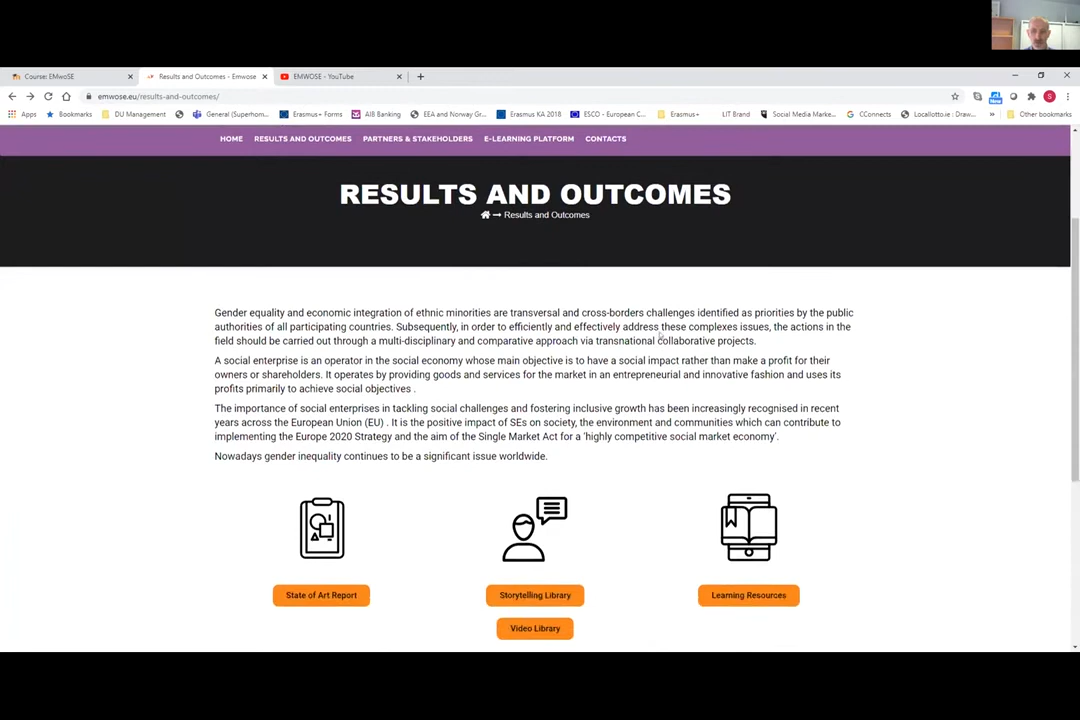 Course: EMwoSE
Results and Outcomes - Emwose
EMWOSE - YouTube
emwose.eu/results-and-outcomes/
Apps
Bookmarks
DU Management
General (Superhom...
Erasmus+ Forms
AIB Banking
EEA and Norway Gr...
Erasmus KA 2018
ESCO - European C...
Erasmus+
LIT Brand
Social Media Marke...
CConnects
Locallotto.ie : Draw...
»
Other bookmarks
HOME
RESULTS AND OUTCOMES
PARTNERS & STAKEHOLDERS
E-LEARNING PLATFORM
CONTACTS
RESULTS AND OUTCOMES
Results and Outcomes
Gender equality and economic integration of ethnic minorities are transversal and cross-borders challenges identified as priorities by the public
authorities of all participating countries. Subsequently, in order to efficiently and effectively address these complexes issues, the actions in the
field should be carried out through a multi-disciplinary and comparative approach via transnational collaborative projects.
A social enterprise is an operator in the social economy whose main objective is to have a social impact rather than make a profit for their
owners or shareholders. It operates by providing goods and services for the market in an entrepreneurial and innovative fashion and uses its
profits primarily to achieve social objectives .
The importance of social enterprises in tackling social challenges and fostering inclusive growth has been increasingly recognised in recent
years across the European Union (EU) . It is the positive impact of SEs on society, the environment and communities which can contribute to
implementing the Europe 2020 Strategy and the aim of the Single Market Act for a 'highly competitive social market economy'.
Nowadays gender inequality continues to be a significant issue worldwide.
State of Art Report
Storytelling Library
Learning Resources
Video Library